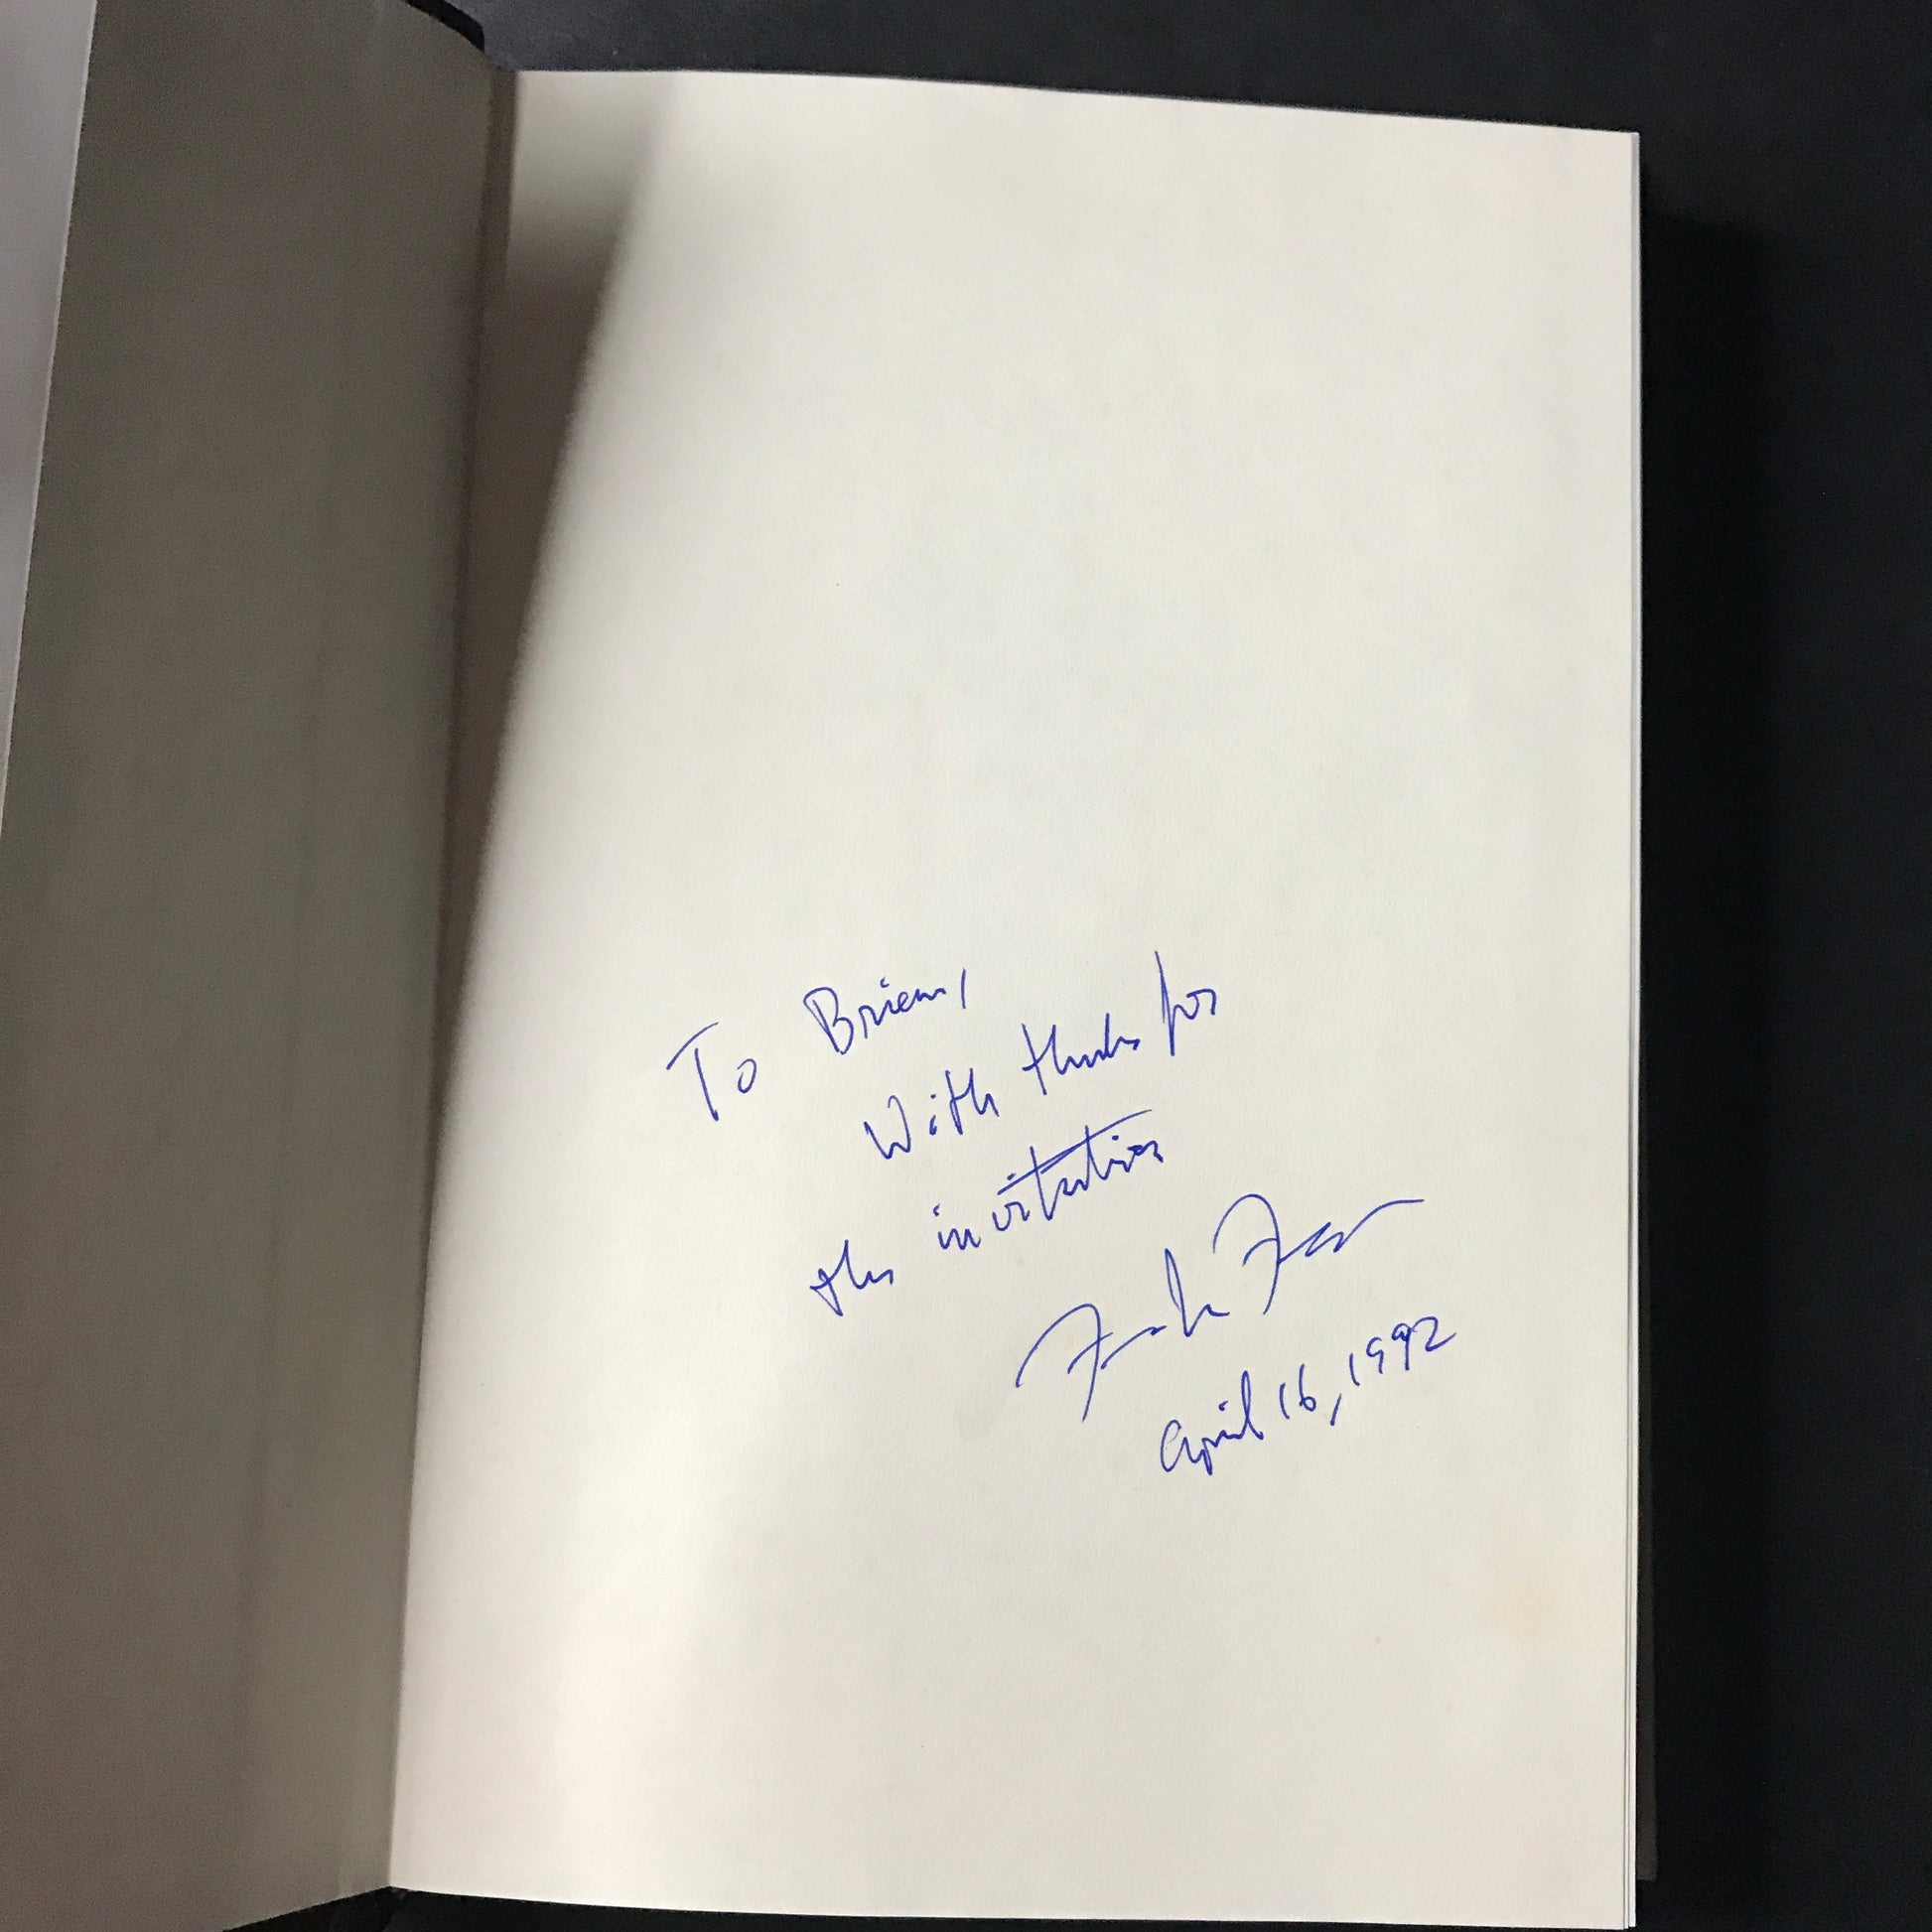 To Brian,
With thanks for
the invitation
April 16, 1992